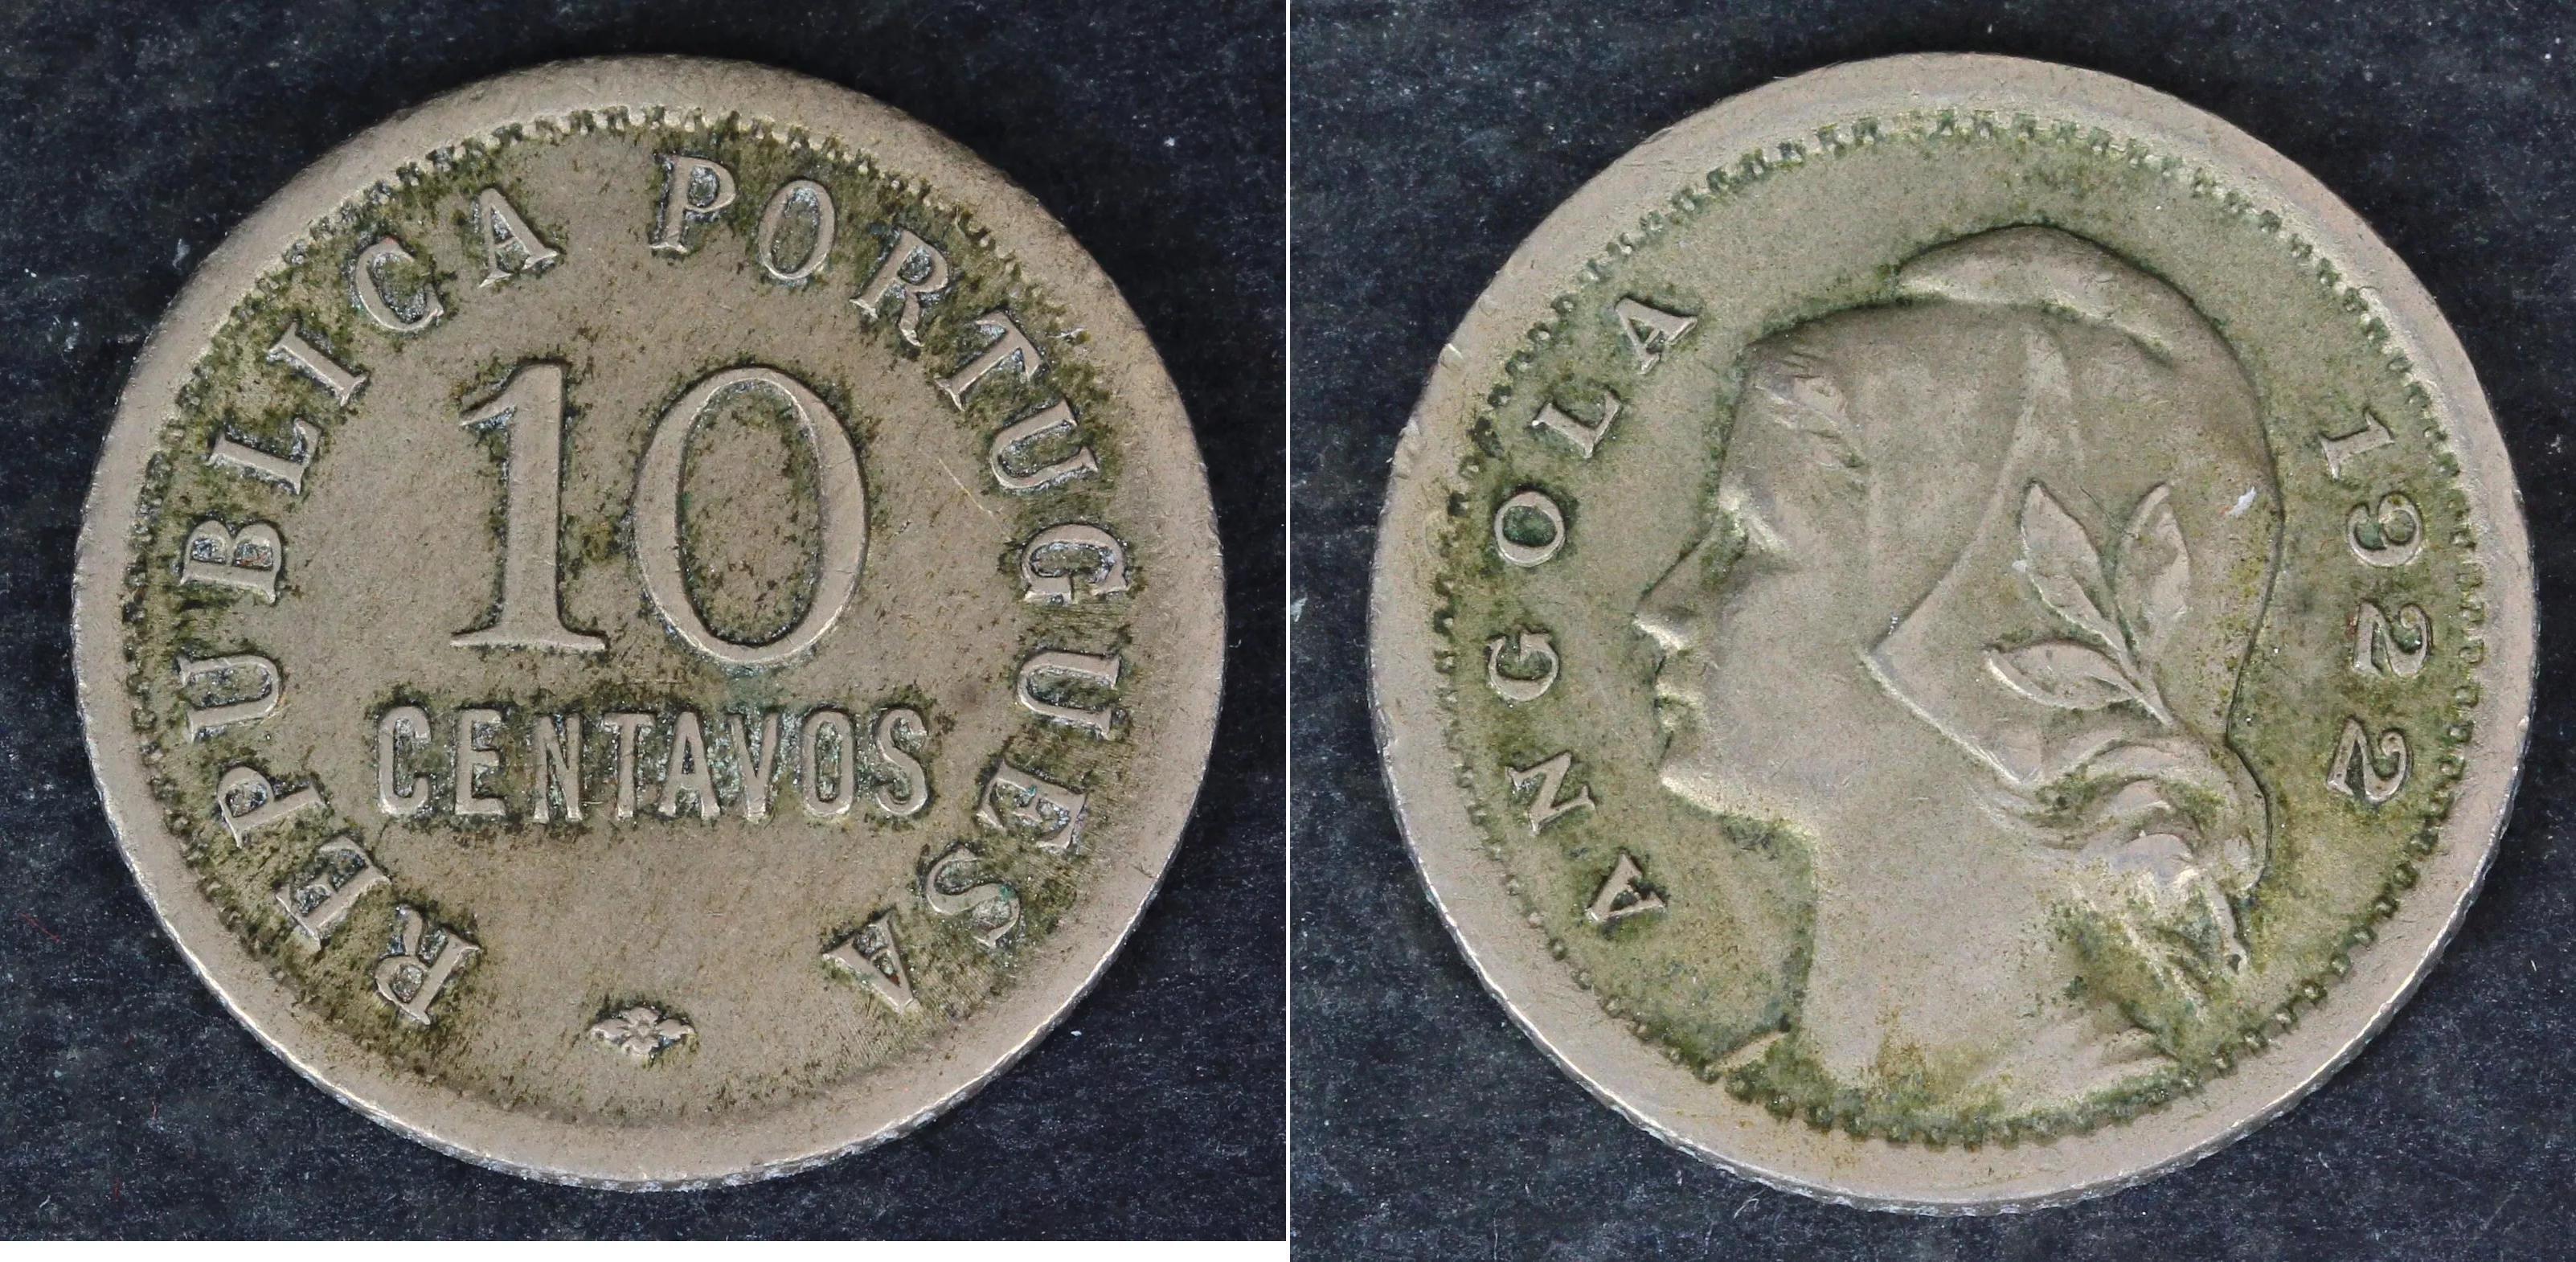 REPUBLICA PORTUGUESA
10
CENTAVOS
ANGOLA 1922